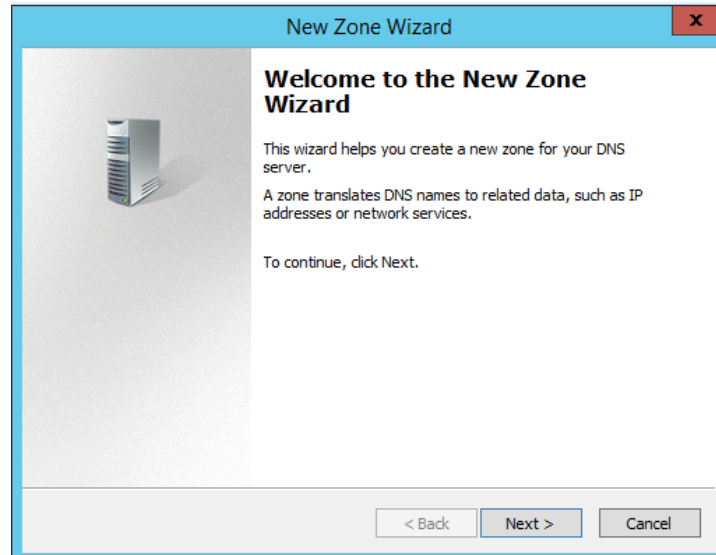 New Zone Wizard
x
Welcome to the New Zone
Wizard
This wizard helps you create a new zone for your DNS
server.
A zone translates DNS names to related data, such as IP
addresses or network services.
To continue, click Next.
< Back
Next >
Cancel